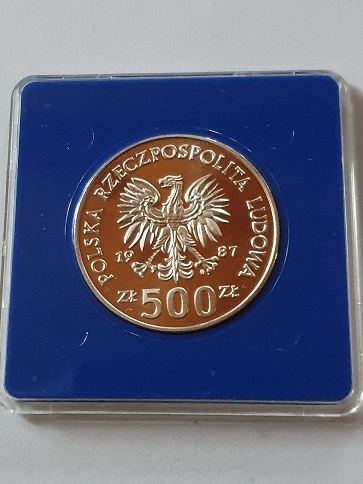 POLSKA RZECZPOSPOLITA LUDOWA
19 87
ZŁ 500 ZŁ